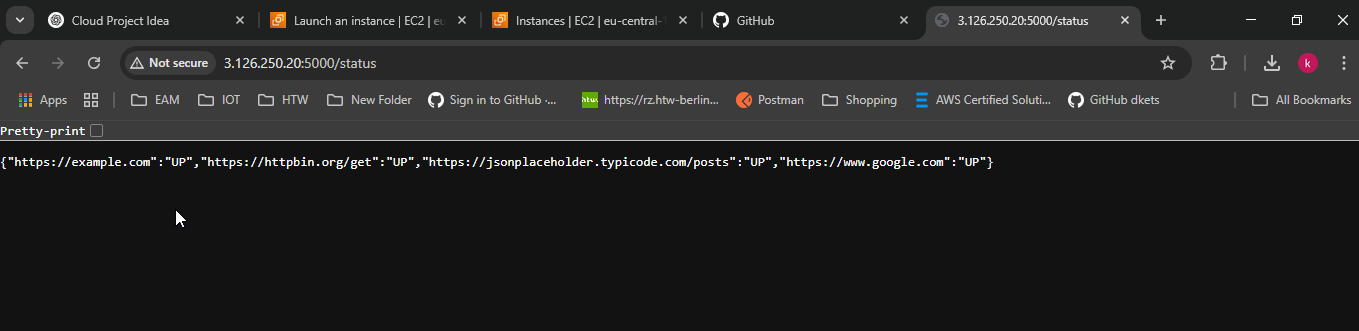 Cloud Project Idea
Launch an instance | EC2 | eu
Instances | EC2 | eu-central-1
GitHub
3.126.250.20:5000/status
Not secure
3.126.250.20:5000/status
k
Apps
EAM
IOT
HTW
New Folder
Sign in to GitHub ·...
htw
https://rz.htw-berlin...
Postman
Shopping
AWS Certified Soluti...
GitHub dkets
All Bookmarks
Pretty-print
{"https://example.com":"UP","https://httpbin.org/get":"UP","https://jsonplaceholder.typicode.com/posts":"UP","https://www.google.com":"UP"}